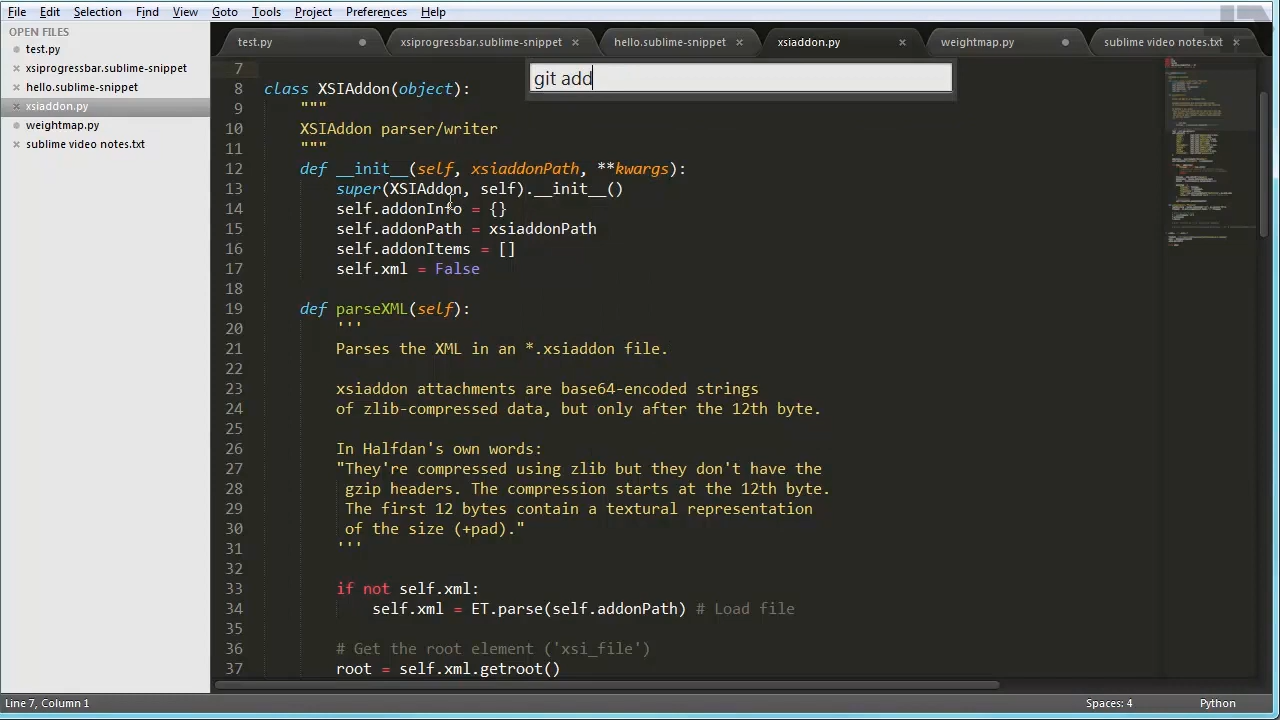 File Edit Selection Find View Goto Tools Project Preferences Help
OPEN FILES
test.py
xsiprogressbar.sublime-snippet
hello.sublime-snippet
xsiaddon.py
weightmap.py
sublime video notes.txt
test.py xsiprogressbar.sublime-snippet hello.sublime-snippet xsiaddon.py weightmap.py sublime video notes.txt
git add
7
8 class XSIAddon(object):
9 """
10 XSIAddon parser/writer
11 """
12 def __init__(self, xsiaddonPath, **kwargs):
13 super(XSIAddon, self).__init__()
14 self.addonInfo = {}
15 self.addonPath = xsiaddonPath
16 self.addonItems = []
17 self.xml = False
18
19 def parseXML(self):
20 '''
21 Parses the XML in an *.xsiaddon file.
22
23 xsiaddon attachments are base64-encoded strings
24 of zlib-compressed data, but only after the 12th byte.
25
26 In Halfdan's own words:
27 "They're compressed using zlib but they don't have the
28 gzip headers. The compression starts at the 12th byte.
29 The first 12 bytes contain a textural representation
30 of the size (+pad)."
31 '''
32
33 if not self.xml:
34 self.xml = ET.parse(self.addonPath) # Load file
35
36 # Get the root element ('xsi_file')
37 root = self.xml.getroot()
Line 7, Column 1 Spaces: 4 Python